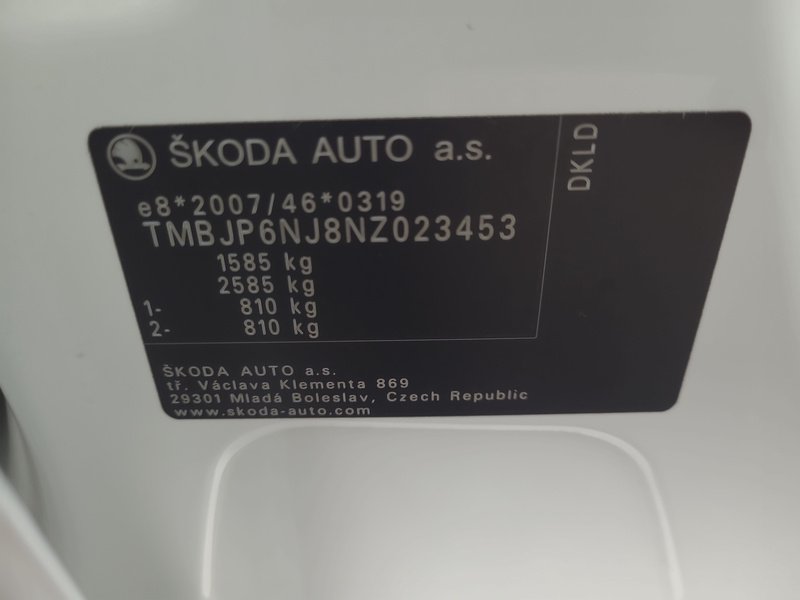 ŠKODA AUTO a.s.
DKLD
e8*2007/46*0319
TMBJP6NJ8NZ023453
1585 kg
2585 kg
1- 810 kg
2- 810 kg
ŠKODA AUTO a.s.
tř. Václava Klementa 869
29301 Mladá Boleslav, Czech Republic
www.skoda-auto.com